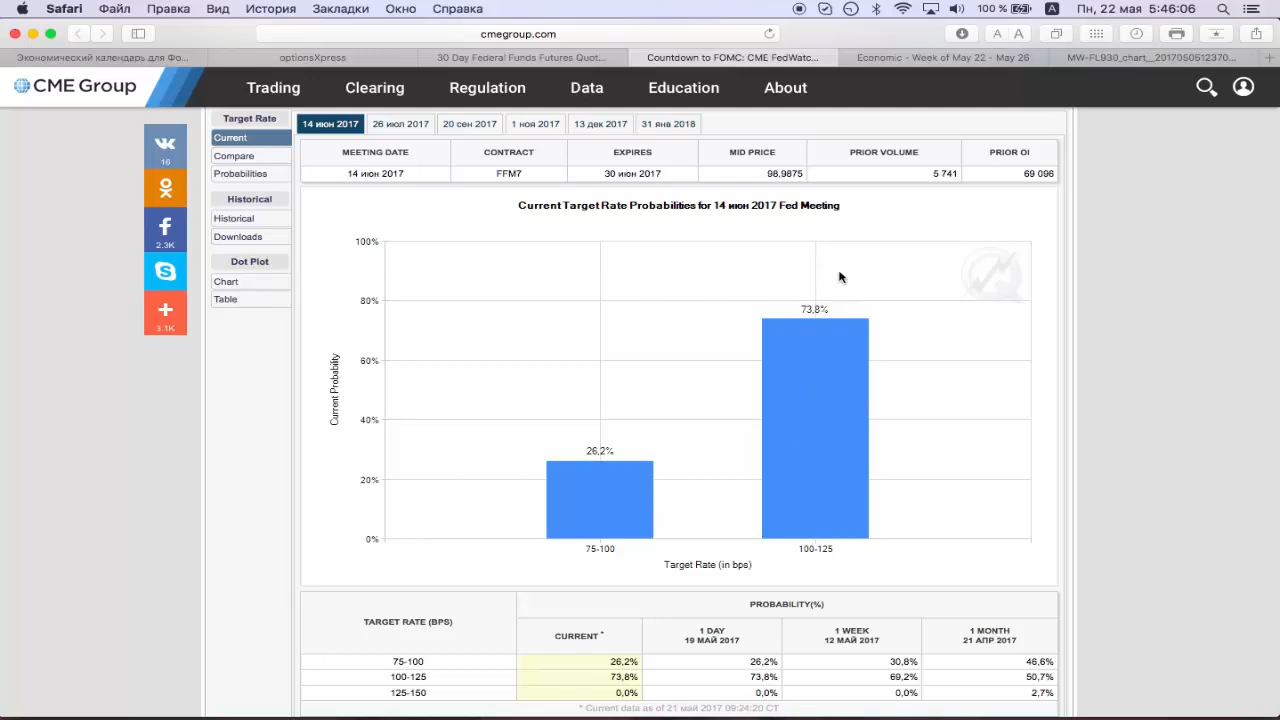 Safari Файл Правка Вид История Закладки Окно Справка 100 % A Пн, 22 мая 5:46:06
cmegroup.com
A A
Экономический календарь для Фо...
optionsXpress
30 Day Federal Funds Futures Quot...
Countdown to FOMC: CME FedWatc...
Economic - Week of May 22 - May 26
MW-FL930_chart__2017050512370...
CME Group Trading Clearing Regulation Data Education About
16
2.3K
3.1K
Target Rate
Current
Compare
Probabilities
Historical
Historical
Downloads
Dot Plot
Chart
Table
14 июн 2017 26 июл 2017 20 сен 2017 1 ноя 2017 13 дек 2017 31 янв 2018
MEETING DATE CONTRACT EXPIRES MID PRICE PRIOR VOLUME PRIOR OI
14 июн 2017 FFM7 30 июн 2017 98,9875 5 741 69 096
Current Target Rate Probabilities for 14 июн 2017 Fed Meeting
Current Probability
100%
80%
60%
40%
20%
0%
26,2%
73,8%
75-100 100-125
Target Rate (in bps)
TARGET RATE (BPS) PROBABILITY(%)
CURRENT * 1 DAY 19 МАЙ 2017 1 WEEK 12 МАЙ 2017 1 MONTH 21 АПР 2017
75-100 26,2% 26,2% 30,8% 46,6%
100-125 73,8% 73,8% 69,2% 50,7%
125-150 0,0% 0,0% 0,0% 2,7%
* Current data as of 21 май 2017 09:24:20 CT